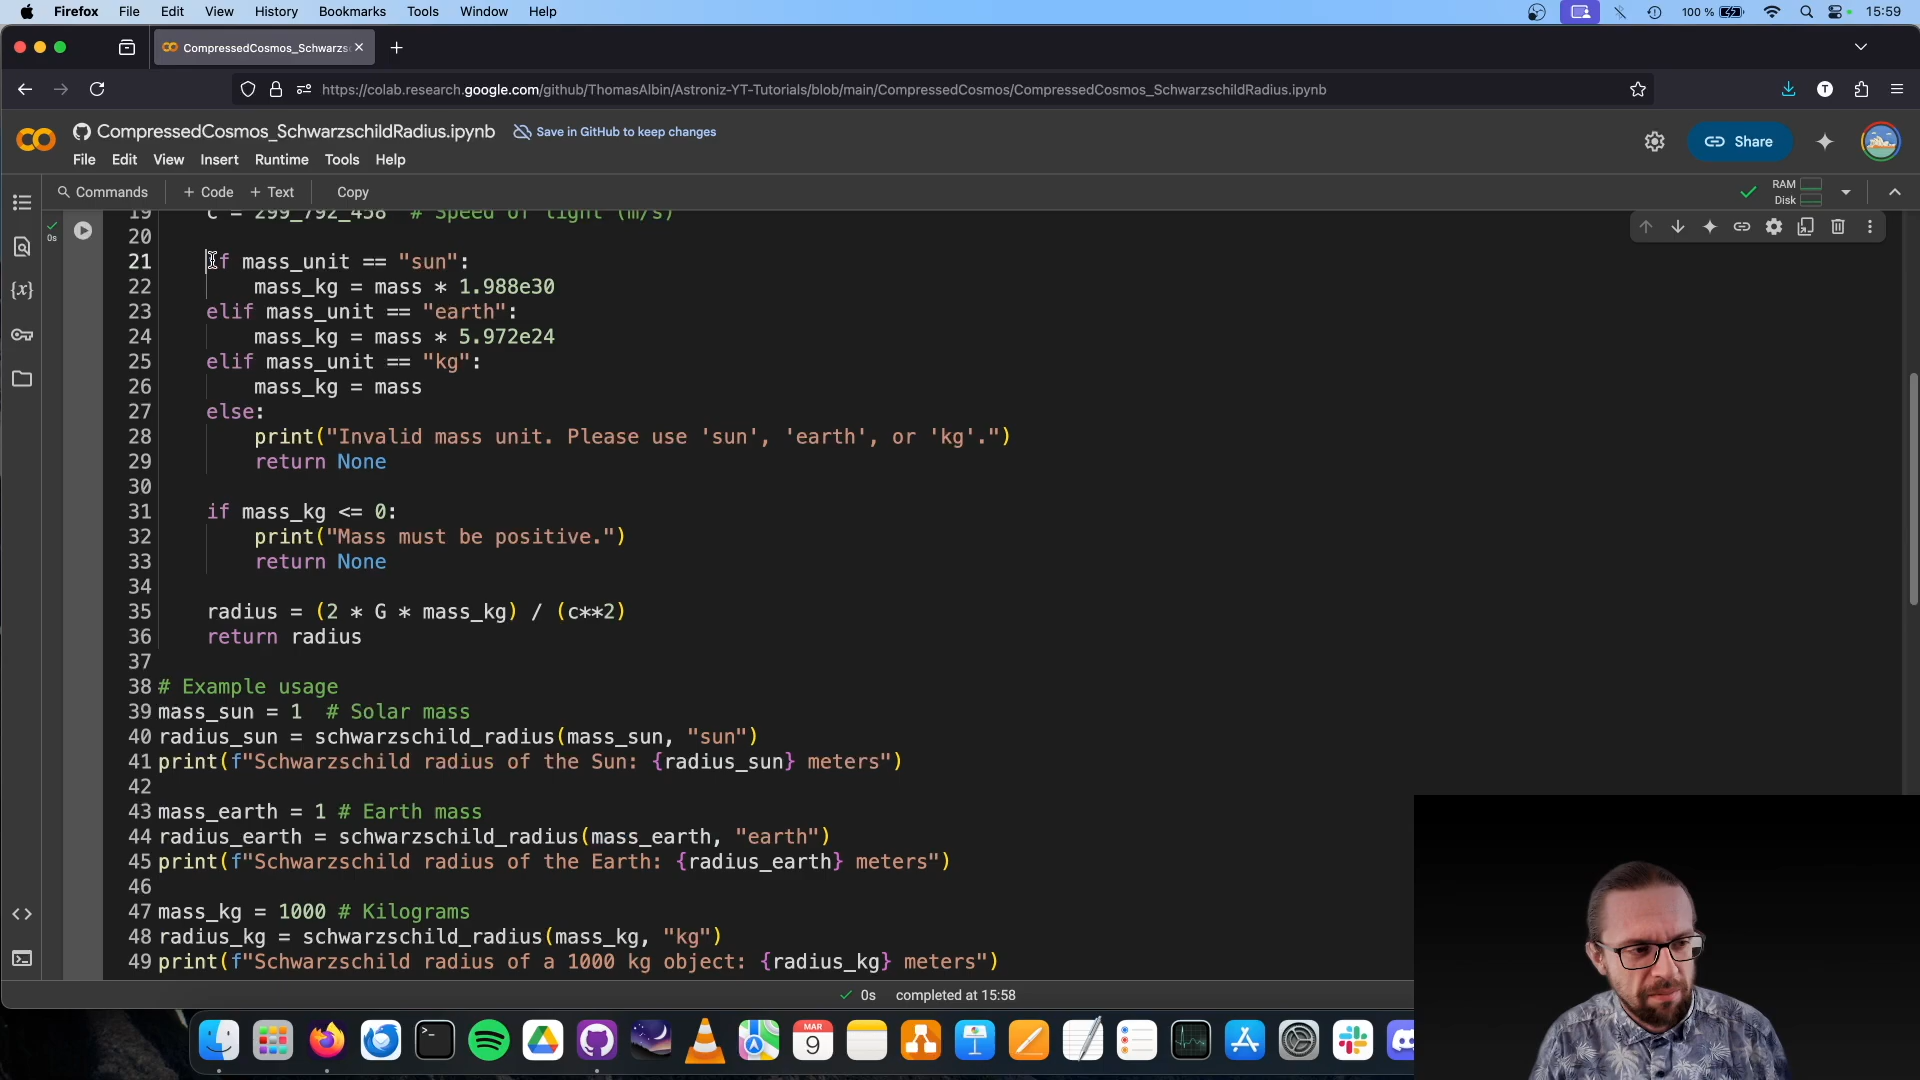 Firefox File Edit View History Bookmarks Tools Window Help 100 % 15:59
CompressedCosmos_Schwarzs
https://colab.research.google.com/github/ThomasAlbin/Astroniz-YT-Tutorials/blob/main/CompressedCosmos/CompressedCosmos_SchwarzschildRadius.ipynb T
CompressedCosmos_SchwarzschildRadius.ipynb Save in GitHub to keep changes Share
File Edit View Insert Runtime Tools Help
Commands + Code + Text Copy RAM Disk
19 c = 299_792_458 # Speed of light (m/s)
0s
20
21 if mass_unit == "sun":
22 mass_kg = mass * 1.988e30
23 elif mass_unit == "earth":
24 mass_kg = mass * 5.972e24
25 elif mass_unit == "kg":
26 mass_kg = mass
27 else:
28 print("Invalid mass unit. Please use 'sun', 'earth', or 'kg'.")
29 return None
30
31 if mass_kg <= 0:
32 print("Mass must be positive.")
33 return None
34
35 radius = (2 * G * mass_kg) / (c**2)
36 return radius
37
38 # Example usage
39 mass_sun = 1 # Solar mass
40 radius_sun = schwarzschild_radius(mass_sun, "sun")
41 print(f"Schwarzschild radius of the Sun: {radius_sun} meters")
42
43 mass_earth = 1 # Earth mass
44 radius_earth = schwarzschild_radius(mass_earth, "earth")
45 print(f"Schwarzschild radius of the Earth: {radius_earth} meters")
46
47 mass_kg = 1000 # Kilograms
48 radius_kg = schwarzschild_radius(mass_kg, "kg")
49 print(f"Schwarzschild radius of a 1000 kg object: {radius_kg} meters")
0s completed at 15:58
MAR
9